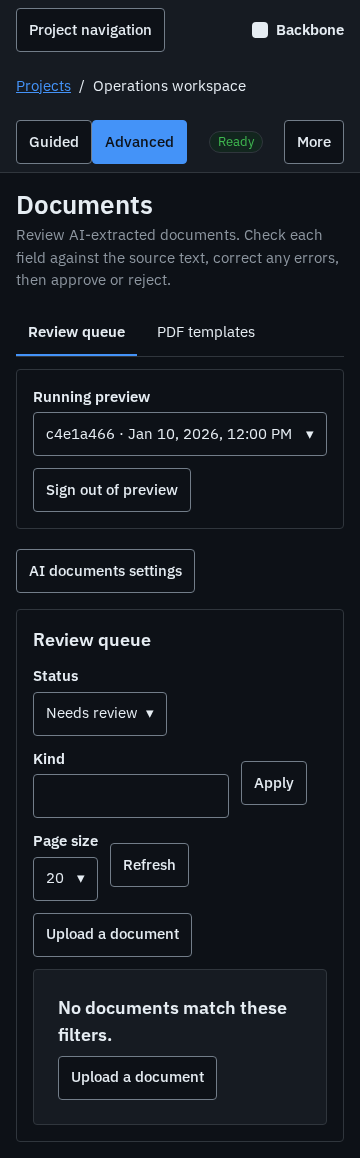 Project navigation
Backbone
Projects / Operations workspace
Guided
Advanced
Ready
More
Documents
Review AI-extracted documents. Check each
field against the source text, correct any errors,
then approve or reject.
Review queue
PDF templates
Running preview
c4e1a466 · Jan 10, 2026, 12:00 PM ▾
Sign out of preview
AI documents settings
Review queue
Status
Needs review ▾
Kind
Apply
Page size
20 ▾
Refresh
Upload a document
No documents match these
filters.
Upload a document